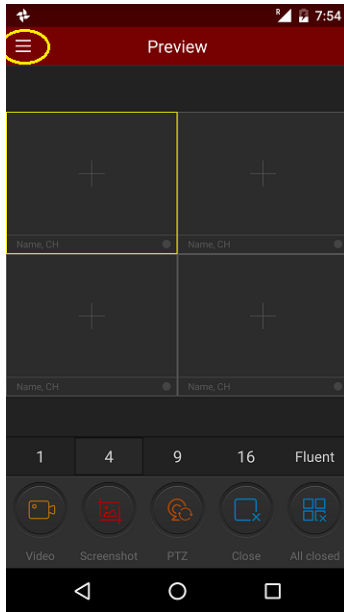 R 7:54
Preview
Name, CH Name, CH
Name, CH Name, CH
1 4 9 16 Fluent
Video Screenshot PTZ Close All closed